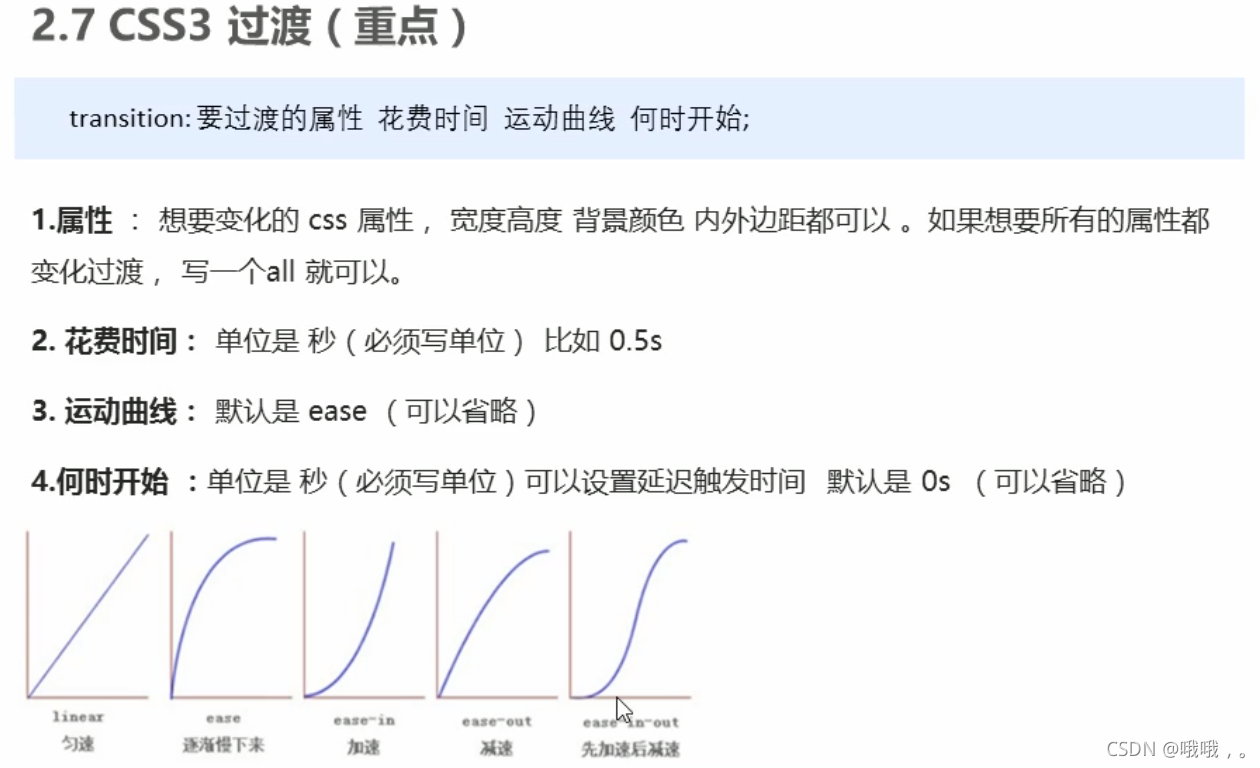 2.7 CSS3 过渡（重点）
transition: 要过渡的属性 花费时间 运动曲线 何时开始;
1.属性 ： 想要变化的 css 属性， 宽度高度 背景颜色 内外边距都可以 。如果想要所有的属性都
变化过渡， 写一个all 就可以。
2. 花费时间： 单位是 秒（必须写单位） 比如 0.5s
3. 运动曲线： 默认是 ease （可以省略）
4.何时开始 ：单位是 秒（必须写单位）可以设置延迟触发时间 默认是 0s （可以省略）
linear ease ease-in ease-out ease-in-out
匀速 逐渐慢下来 加速 减速 先加速后减速
CSDN @哦哦，。